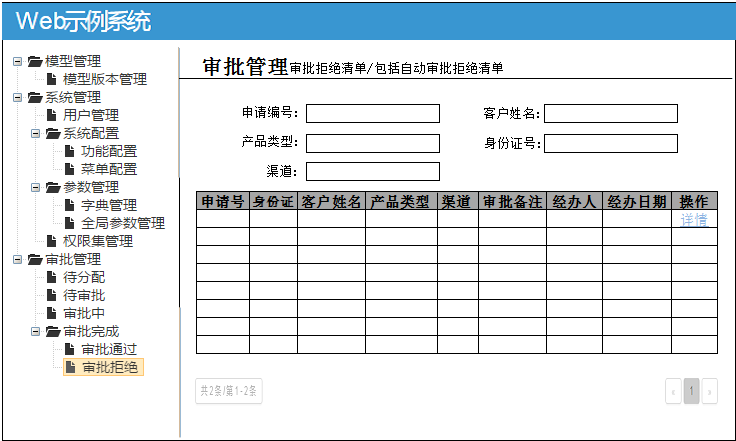 Web示例系统
模型管理
模型版本管理
系统管理
用户管理
系统配置
功能配置
菜单配置
参数管理
字典管理
全局参数管理
权限集管理
审批管理
待分配
待审批
审批中
审批完成
审批通过
审批拒绝
审批管理审批拒绝清单/包括自动审批拒绝清单
申请编号: 客户姓名:
产品类型: 身份证号:
渠道:
申请号 身份证 客户姓名 产品类型 渠道 审批备注 经办人 经办日期 操作
详情
共2条/第1-2条 « 1 »